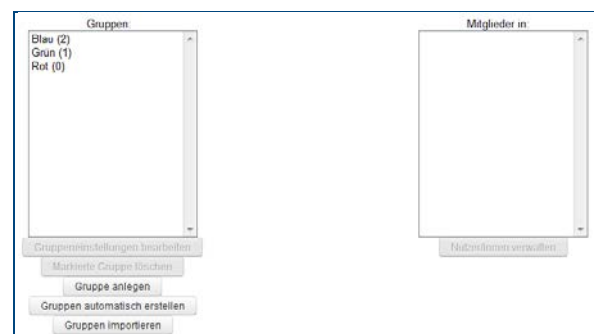 Gruppen:
Blau (2)
Grün (1)
Rot (0)
Gruppeneinstellungen bearbeiten
Markierte Gruppe löschen
Gruppe anlegen
Gruppen automatisch erstellen
Gruppen importieren
Mitglieder in:
Nutzer/innen verwalten